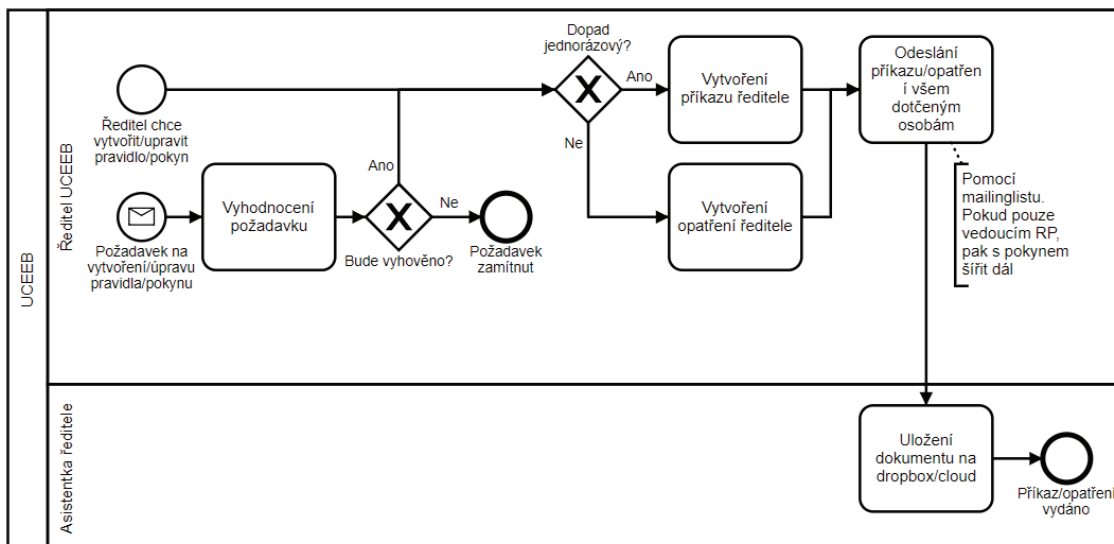 UCEEB
Ředitel UCEEB
Ředitel chce
vytvořit/upravit
pravidlo/pokyn
Požadavek na
vytvoření/úpravu
pravidla/pokynu
Vyhodnocení
požadavku
Ano
Bude vyhověno?
Ne
Požadavek
zamítnut
Dopad
jednorázový?
Ano
Ne
Vytvoření
příkazu ředitele
Vytvoření
opatření ředitele
Odeslání
příkazu/opatřen
í všem
dotčeným
osobám
Pomocí
mailinglistu.
Pokud pouze
vedoucím RP,
pak s pokynem
šířit dál
Asistentka ředitele
Uložení
dokumentu na
dropbox/cloud
Příkaz/opatření
vydáno